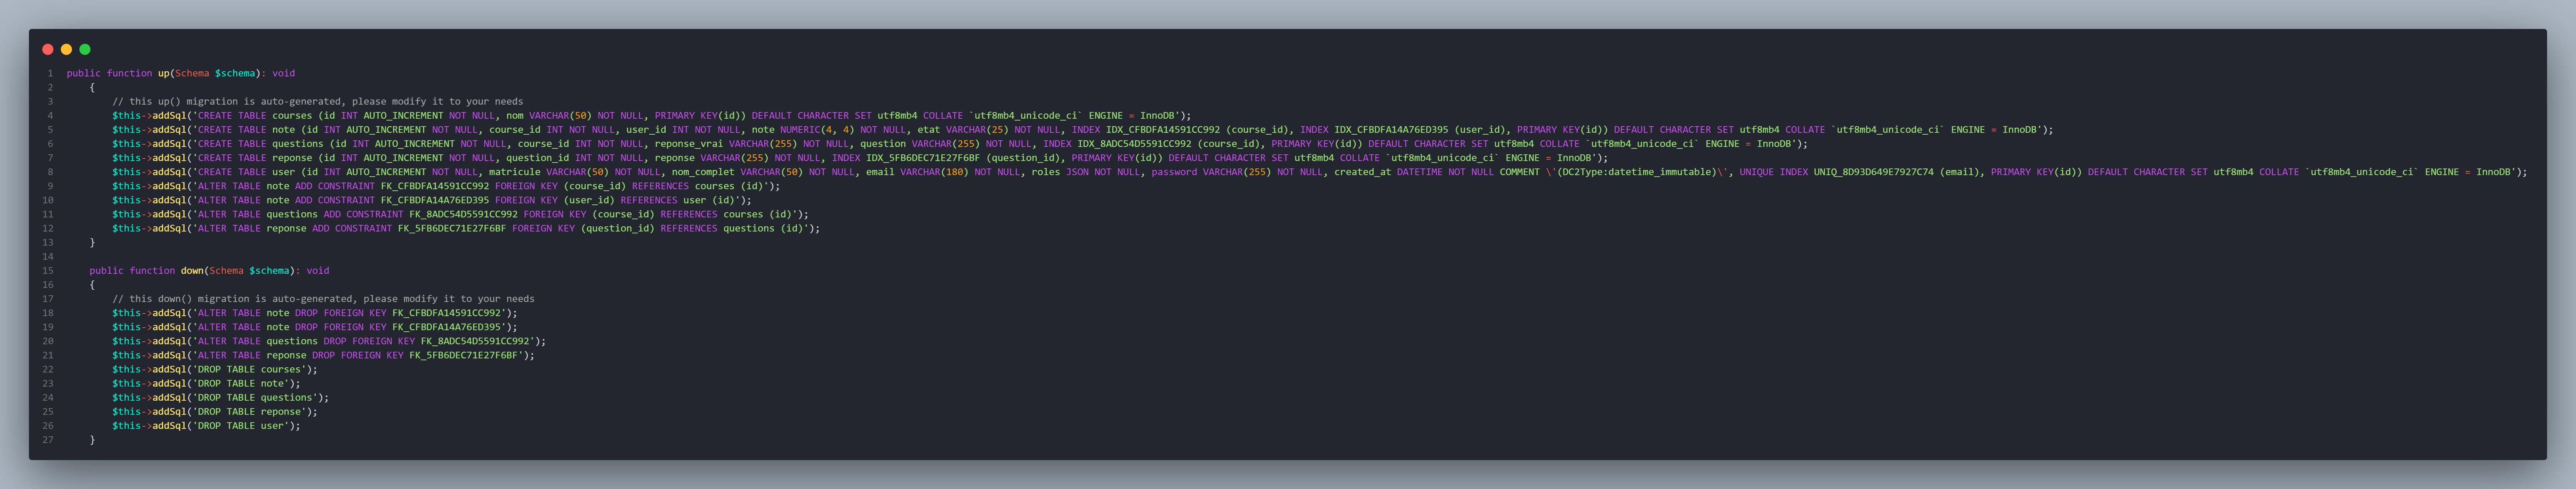 1 public function up(Schema $schema): void
2 {
3 // this up() migration is auto-generated, please modify it to your needs
4 $this->addSql('CREATE TABLE courses (id INT AUTO_INCREMENT NOT NULL, nom VARCHAR(50) NOT NULL, PRIMARY KEY(id)) DEFAULT CHARACTER SET utf8mb4 COLLATE `utf8mb4_unicode_ci` ENGINE = InnoDB');
5 $this->addSql('CREATE TABLE note (id INT AUTO_INCREMENT NOT NULL, course_id INT NOT NULL, user_id INT NOT NULL, note NUMERIC(4, 4) NOT NULL, etat VARCHAR(25) NOT NULL, INDEX IDX_CFBDFA14591CC992 (course_id), INDEX IDX_CFBDFA14A76ED395 (user_id), PRIMARY KEY(id)) DEFAULT CHARACTER SET utf8mb4 COLLATE `utf8mb4_unicode_ci` ENGINE = InnoDB');
6 $this->addSql('CREATE TABLE questions (id INT AUTO_INCREMENT NOT NULL, course_id INT NOT NULL, reponse_vrai VARCHAR(255) NOT NULL, question VARCHAR(255) NOT NULL, INDEX IDX_8ADC54D5591CC992 (course_id), PRIMARY KEY(id)) DEFAULT CHARACTER SET utf8mb4 COLLATE `utf8mb4_unicode_ci` ENGINE = InnoDB');
7 $this->addSql('CREATE TABLE reponse (id INT AUTO_INCREMENT NOT NULL, question_id INT NOT NULL, reponse VARCHAR(255) NOT NULL, INDEX IDX_5FB6DEC71E27F6BF (question_id), PRIMARY KEY(id)) DEFAULT CHARACTER SET utf8mb4 COLLATE `utf8mb4_unicode_ci` ENGINE = InnoDB');
8 $this->addSql('CREATE TABLE user (id INT AUTO_INCREMENT NOT NULL, matricule VARCHAR(50) NOT NULL, nom_complet VARCHAR(50) NOT NULL, email VARCHAR(180) NOT NULL, roles JSON NOT NULL, password VARCHAR(255) NOT NULL, created_at DATETIME NOT NULL COMMENT \'(DC2Type:datetime_immutable)\', UNIQUE INDEX UNIQ_8D93D649E7927C74 (email), PRIMARY KEY(id)) DEFAULT CHARACTER SET utf8mb4 COLLATE `utf8mb4_unicode_ci` ENGINE = InnoDB');
9 $this->addSql('ALTER TABLE note ADD CONSTRAINT FK_CFBDFA14591CC992 FOREIGN KEY (course_id) REFERENCES courses (id)');
10 $this->addSql('ALTER TABLE note ADD CONSTRAINT FK_CFBDFA14A76ED395 FOREIGN KEY (user_id) REFERENCES user (id)');
11 $this->addSql('ALTER TABLE questions ADD CONSTRAINT FK_8ADC54D5591CC992 FOREIGN KEY (course_id) REFERENCES courses (id)');
12 $this->addSql('ALTER TABLE reponse ADD CONSTRAINT FK_5FB6DEC71E27F6BF FOREIGN KEY (question_id) REFERENCES questions (id)');
13 }
14
15 public function down(Schema $schema): void
16 {
17 // this down() migration is auto-generated, please modify it to your needs
18 $this->addSql('ALTER TABLE note DROP FOREIGN KEY FK_CFBDFA14591CC992');
19 $this->addSql('ALTER TABLE note DROP FOREIGN KEY FK_CFBDFA14A76ED395');
20 $this->addSql('ALTER TABLE questions DROP FOREIGN KEY FK_8ADC54D5591CC992');
21 $this->addSql('ALTER TABLE reponse DROP FOREIGN KEY FK_5FB6DEC71E27F6BF');
22 $this->addSql('DROP TABLE courses');
23 $this->addSql('DROP TABLE note');
24 $this->addSql('DROP TABLE questions');
25 $this->addSql('DROP TABLE reponse');
26 $this->addSql('DROP TABLE user');
27 }